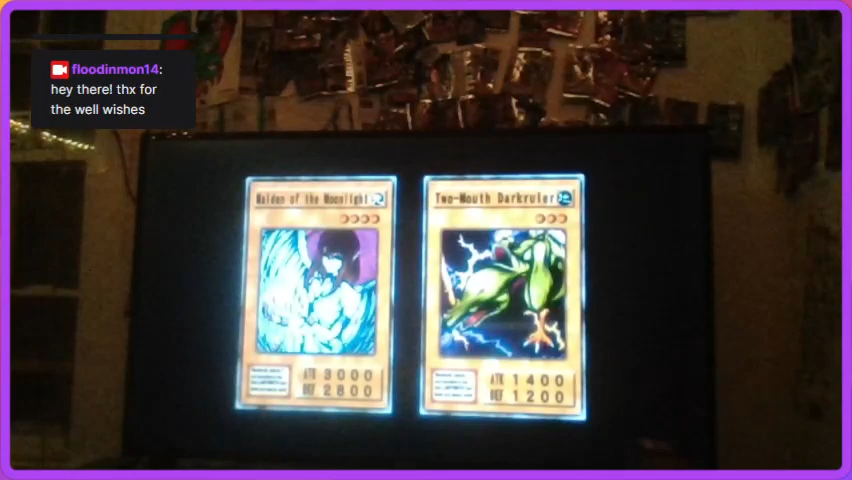 floodinmon14:
hey there! thx for
the well wishes
Maiden of the Moonlight
Two-Mouth Darkruler
ATK 3000
DEF 2800
ATK 1400
DEF 1200